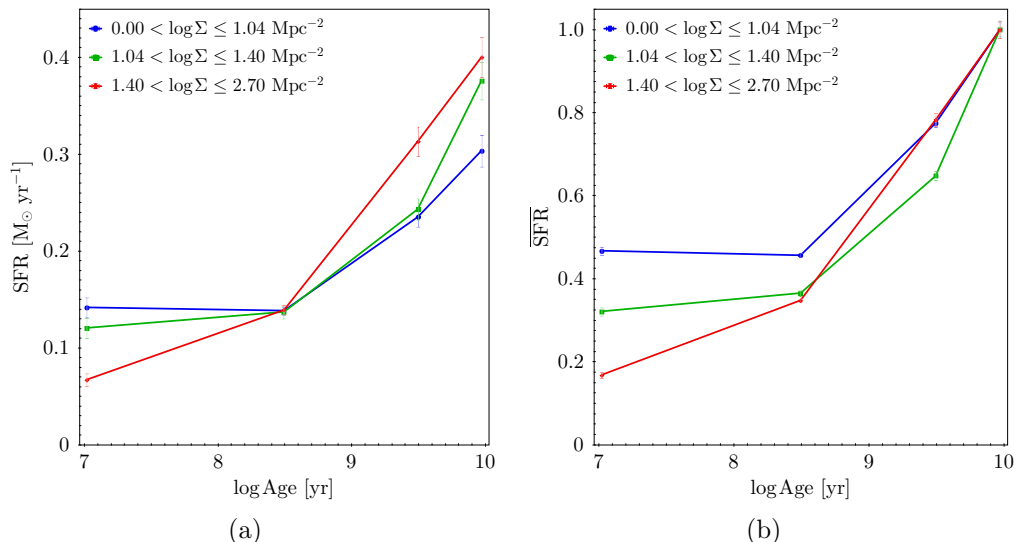 0.00 < log Σ ≤ 1.04 Mpc⁻²
1.04 < log Σ ≤ 1.40 Mpc⁻²
1.40 < log Σ ≤ 2.70 Mpc⁻²
SFR [M⊙ yr⁻¹]
0.4
0.3
0.2
0.1
0
7 8 9 10
log Age [yr]
(a)
0.00 < log Σ ≤ 1.04 Mpc⁻²
1.04 < log Σ ≤ 1.40 Mpc⁻²
1.40 < log Σ ≤ 2.70 Mpc⁻²
S̅F̅R̅
1.0
0.8
0.6
0.4
0.2
0
7 8 9 10
log Age [yr]
(b)